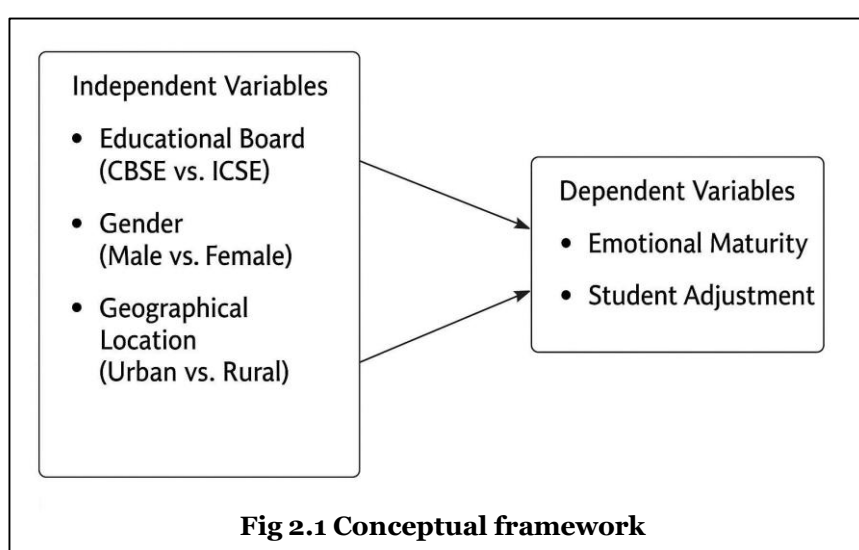 Independent Variables
• Educational Board
(CBSE vs. ICSE)
• Gender
(Male vs. Female)
• Geographical
Location
(Urban vs. Rural)
Dependent Variables
• Emotional Maturity
• Student Adjustment
Fig 2.1 Conceptual framework